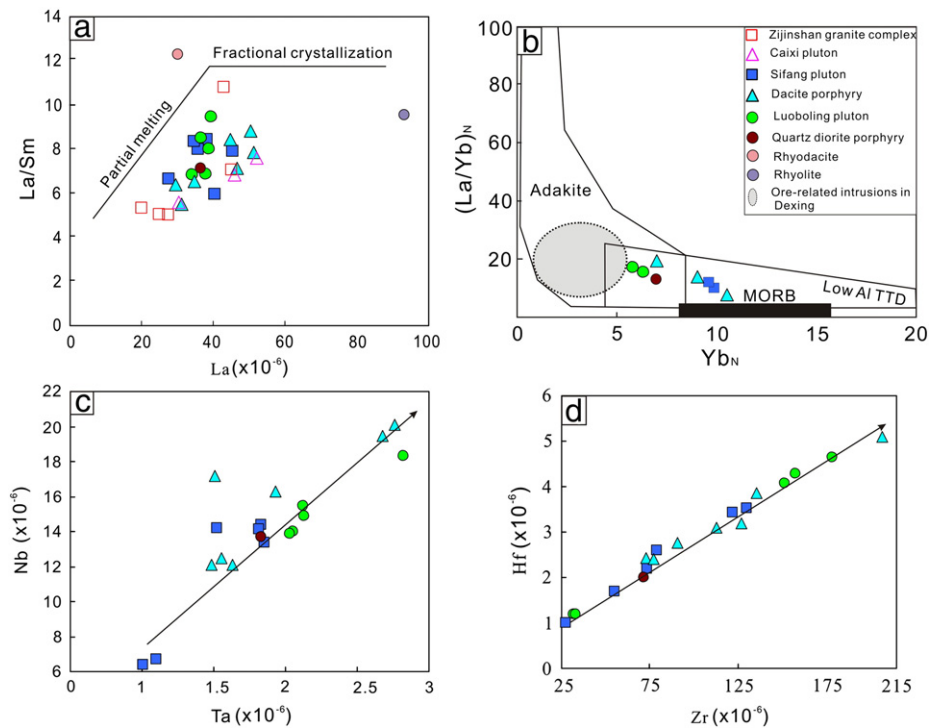 a
14
12
10
8
6
4
2
0
La/Sm
Partial melting
Fractional crystallization
0
20
40
60
80
100
La (x10⁻⁶)
b
100
80
60
40
20
(La/Yb)N
Adakite
MORB
Low Al TTD
0
5
10
15
20
YbN
Zijinshan granite complex
Caixi pluton
Sifang pluton
Dacite porphyry
Luoboling pluton
Quartz diorite porphyry
Rhyodacite
Rhyolite
Ore-related intrusions in
Dexing
c
22
20
18
16
14
12
10
8
6
Nb (x10⁻⁶)
0
1
2
2
3
Ta (x10⁻⁶)
d
6
5
4
3
2
1
0
Hf (x10⁻⁶)
25
75
125
175
215
Zr (x10⁻⁶)